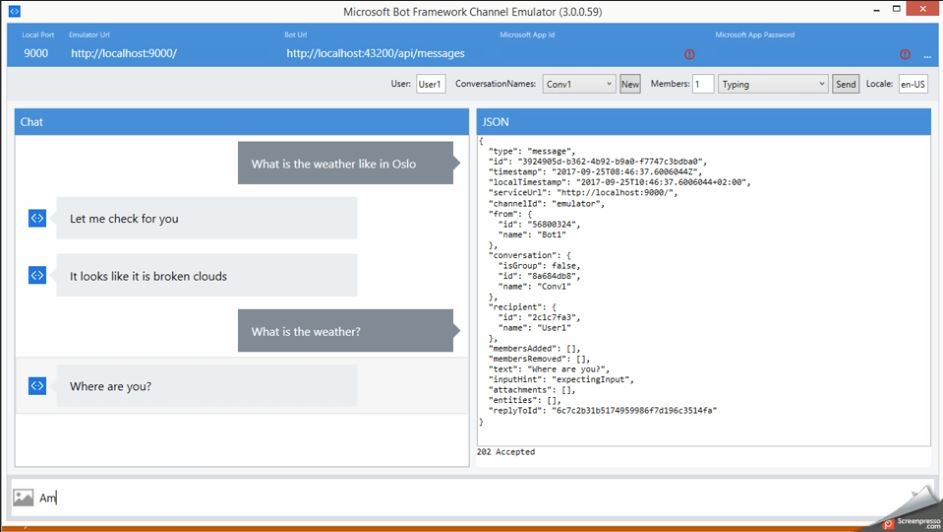 Microsoft Bot Framework Channel Emulator (3.0.0.59)
Local Port Emulator Url Bot Url Microsoft App Id Microsoft App Password
9000 http://localhost:9000/ http://localhost:43200/api/messages ...
User: User1 ConversationNames: Conv1 New Members: 1 Typing Send Locale: en-US
Chat
What is the weather like in Oslo
Let me check for you
It looks like it is broken clouds
What is the weather?
Where are you?
JSON
{
"type": "message",
"id": "3924905d-b362-4b92-b9a0-f7747c3bdba0",
"timestamp": "2017-09-25T08:46:37.6006044Z",
"localTimestamp": "2017-09-25T10:46:37.6006044+02:00",
"serviceUrl": "http://localhost:9000/",
"channelId": "emulator",
"from": {
"id": "56800324",
"name": "Bot1"
},
"conversation": {
"isGroup": false,
"id": "8a684db8",
"name": "Conv1"
},
"recipient": {
"id": "2c1c7fa3",
"name": "User1"
},
"membersAdded": [],
"membersRemoved": [],
"text": "Where are you?",
"inputHint": "expectingInput",
"attachments": [],
"entities": [],
"replyToId": "6c7c2b31b5174959986f7d196c3514fa"
}
202 Accepted
Am
Screenpresso
.com